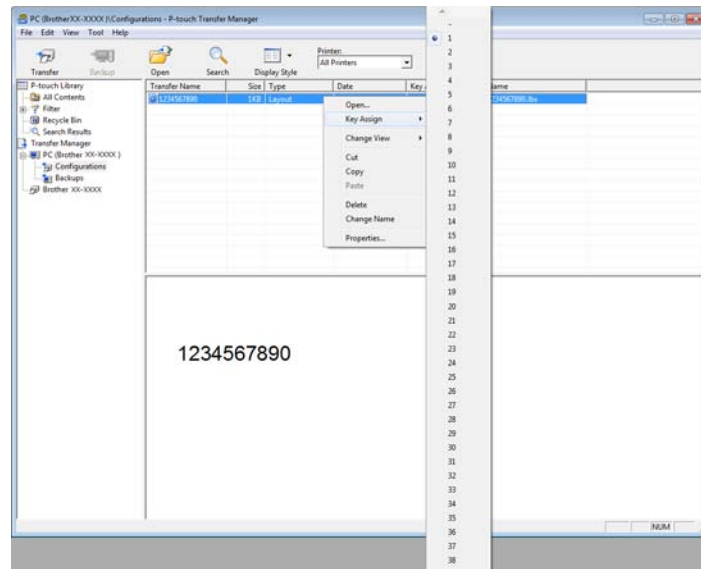 PC (Brother XX-XXXX )\Configurations - P-touch Transfer Manager
File Edit View Tool Help
Transfer Backup Open Search Display Style
Printer:
All Printers
P-touch Library
All Contents
Filter
Recycle Bin
Search Results
Transfer Manager
PC (Brother XX-XXXX )
Configurations
Backups
Brother XX-XXXX
Transfer Name Size Type Date Key
1234567890 1KB Layout
Open...
Key Assign
Change View
Cut
Copy
Paste
Delete
Change Name
Properties...
-
1
2
3
4
5
6
7
8
9
10
11
12
13
14
15
16
17
18
19
20
21
22
23
24
25
26
27
28
29
30
31
32
33
34
35
36
37
38
1234567890
NUM